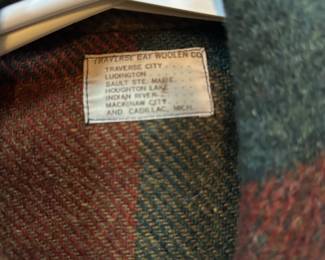 TRAVERSE BAY WOOLEN CO.
TRAVERSE CITY
LUDINGTON
SAULT STE. MARIE
HOUGHTON LAKE
INDIAN RIVER
MACKINAW CITY
AND CADILLAC, MICH.